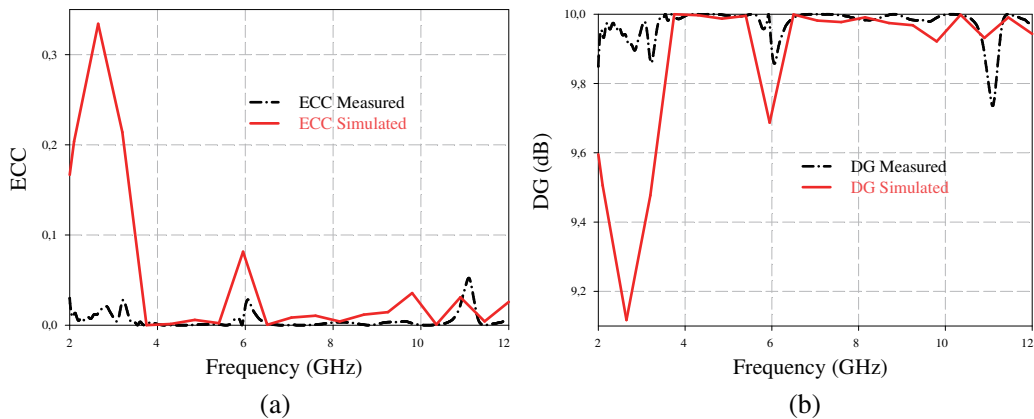 0,3
0,2
0,1
0,0
ECC
ECC Measured
ECC Simulated
2
4
6
8
10
12
Frequency (GHz)
(a)
10,0
9,8
9,6
9,4
9,2
DG (dB)
DG Measured
DG Simulated
2
4
6
8
10
12
Frequency (GHz)
(b)